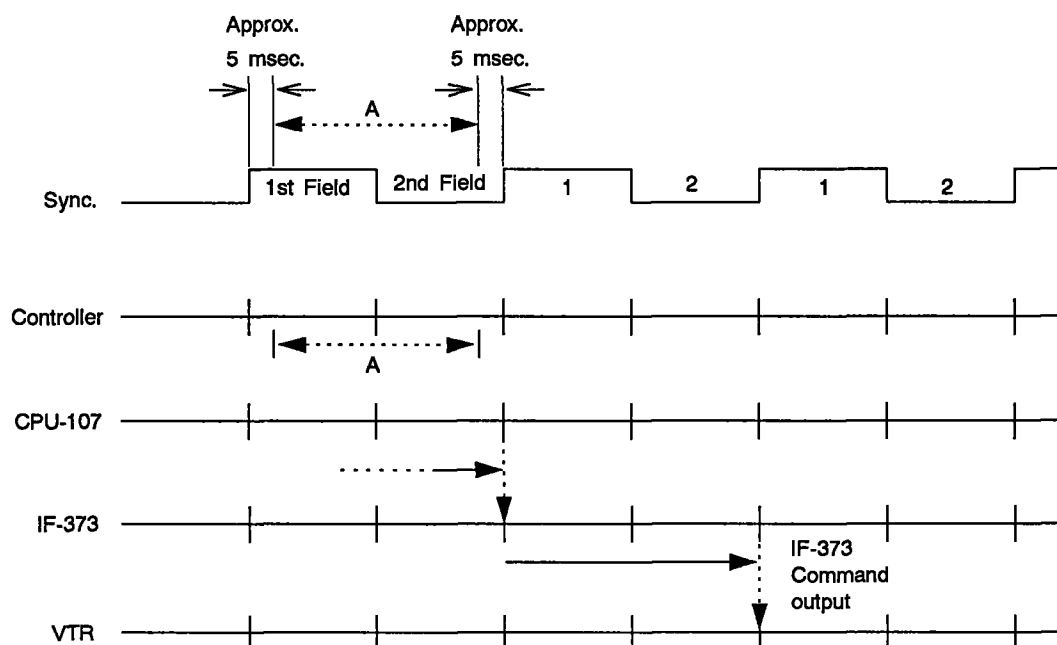 Approx.
5 msec.
Approx.
5 msec.
A
Sync.
1st Field
2nd Field
1
2
1
2
Controller
A
CPU-107
IF-373
IF-373
Command
output
VTR